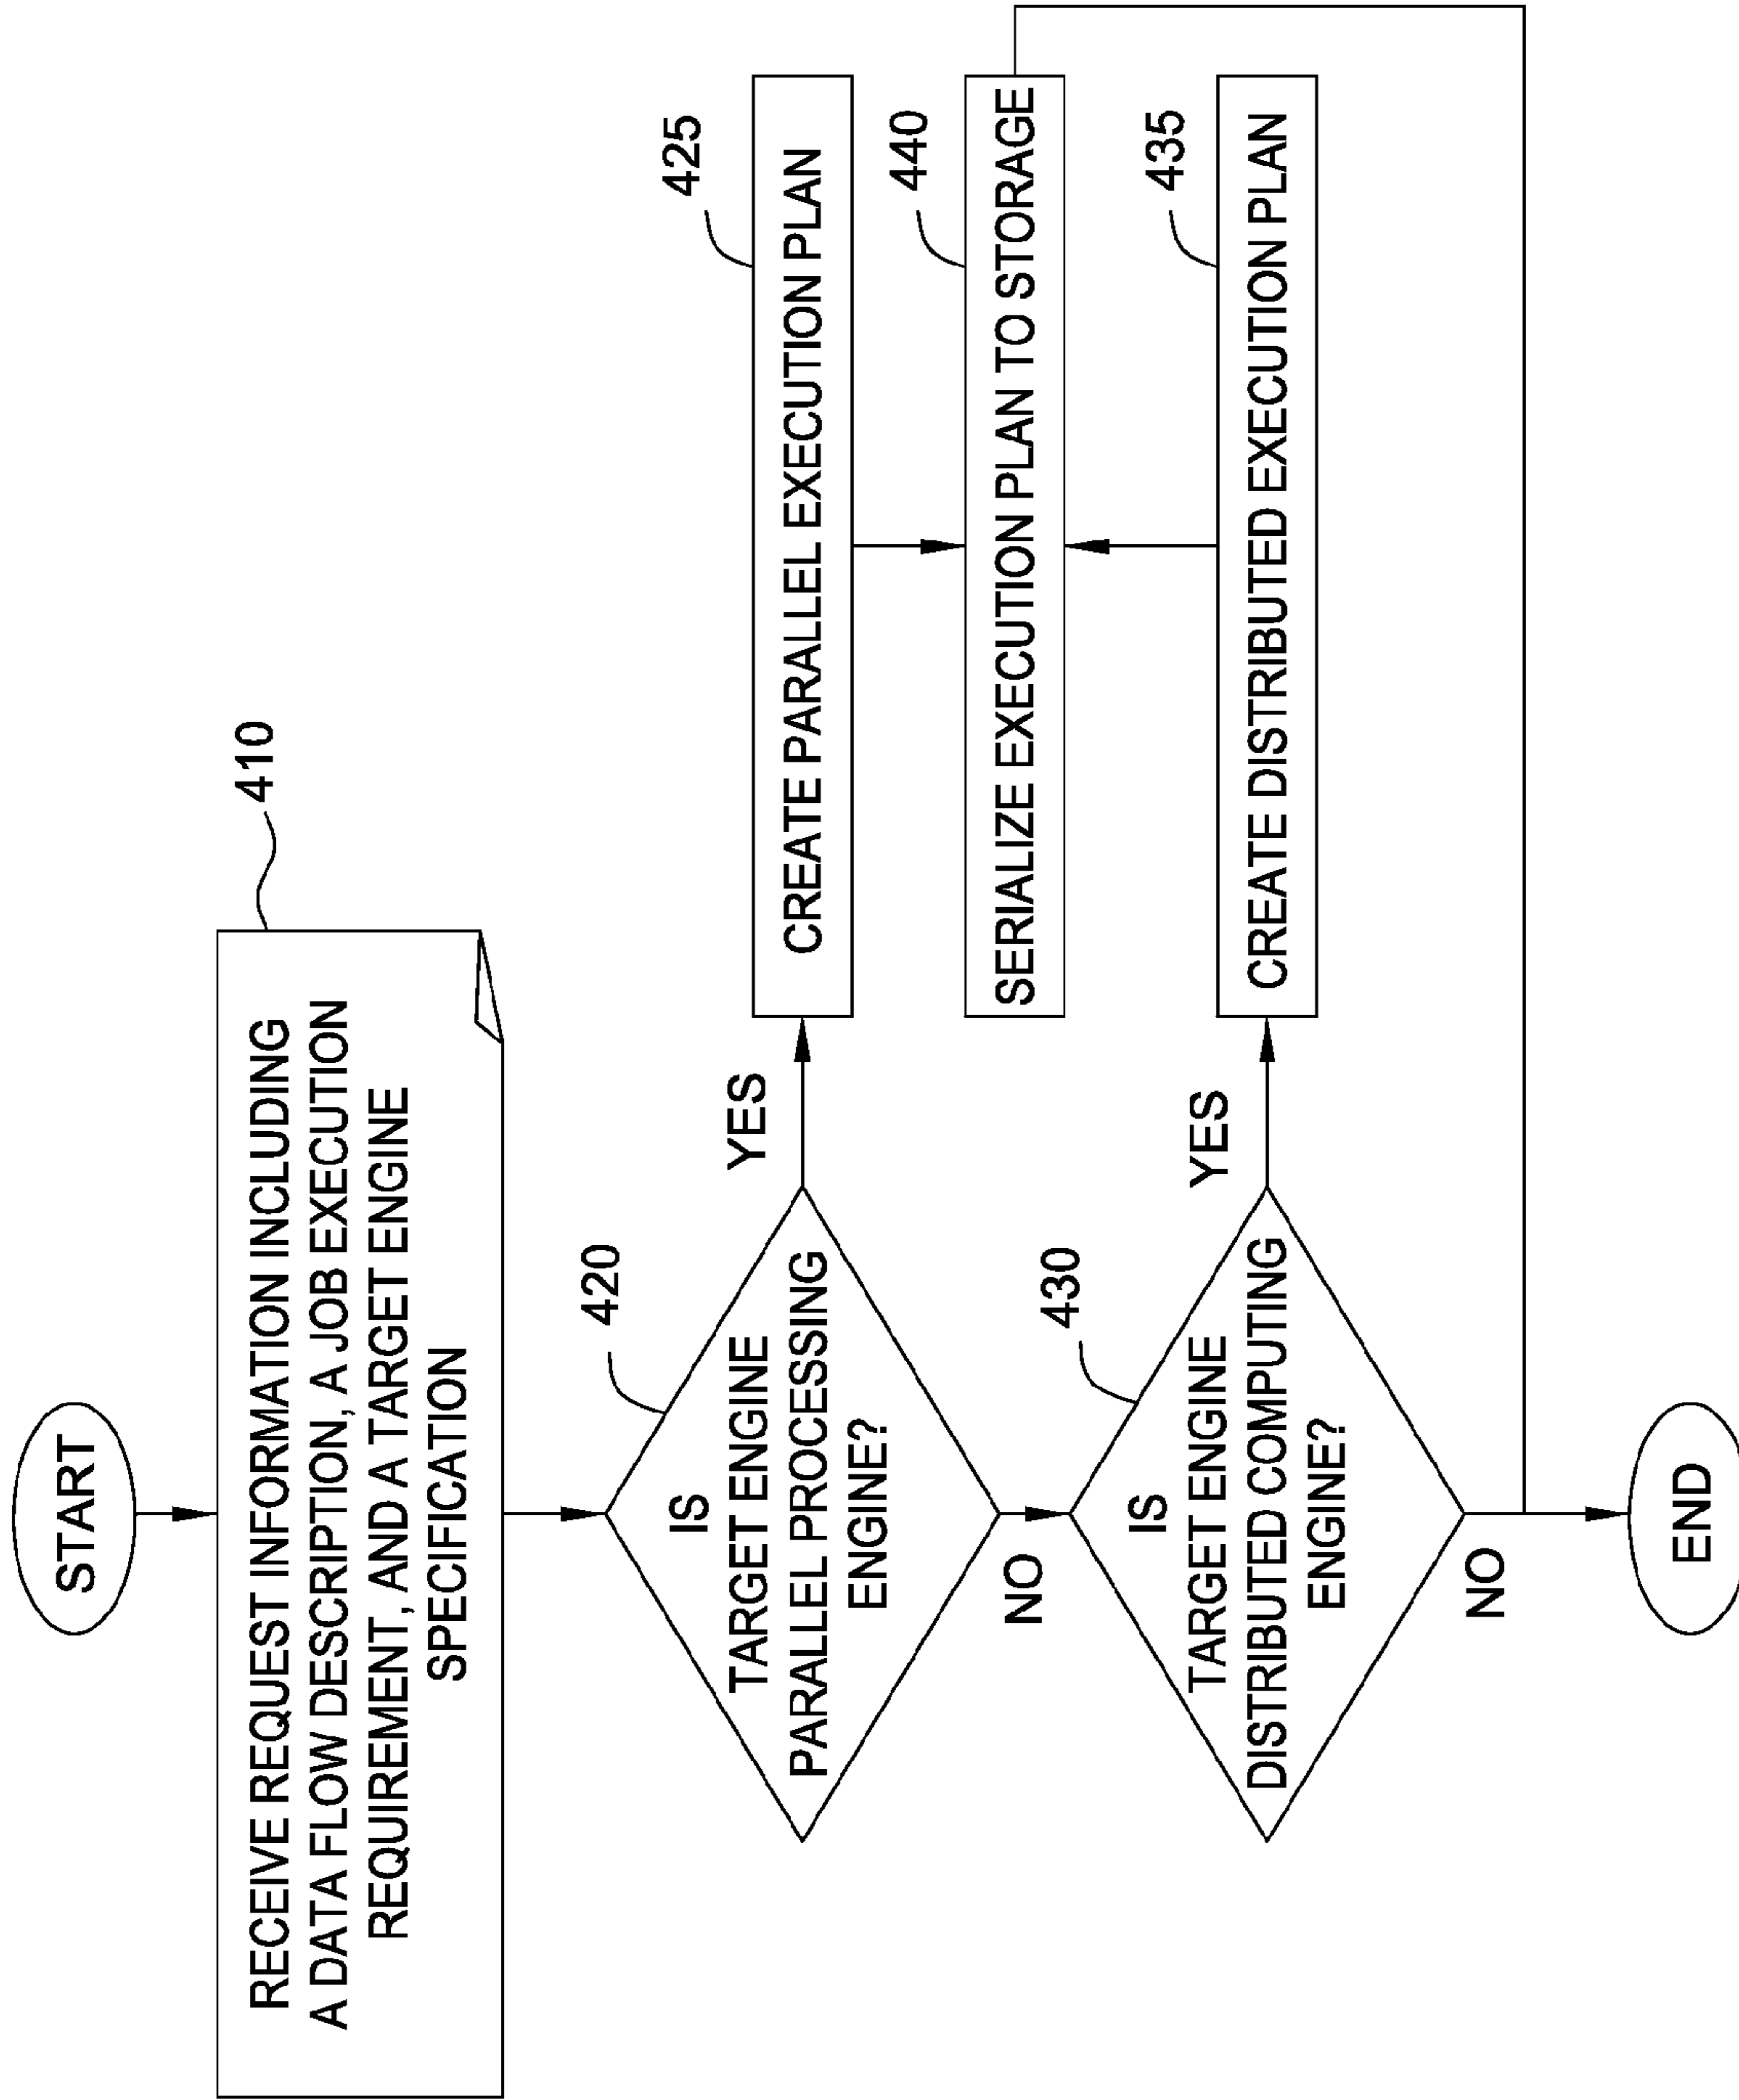 START
410
RECEIVE REQUEST INFORMATION INCLUDING
A DATA FLOW DESCRIPTION, A JOB EXECUTION
REQUIREMENT, AND A TARGET ENGINE
SPECIFICATION
420
IS
TARGET ENGINE
PARALLEL PROCESSING
ENGINE?
YES
425
CREATE PARALLEL EXECUTION PLAN
440
SERIALIZE EXECUTION PLAN TO STORAGE
NO
430
IS
TARGET ENGINE
DISTRIBUTED COMPUTING
ENGINE?
YES
435
CREATE DISTRIBUTED EXECUTION PLAN
NO
END